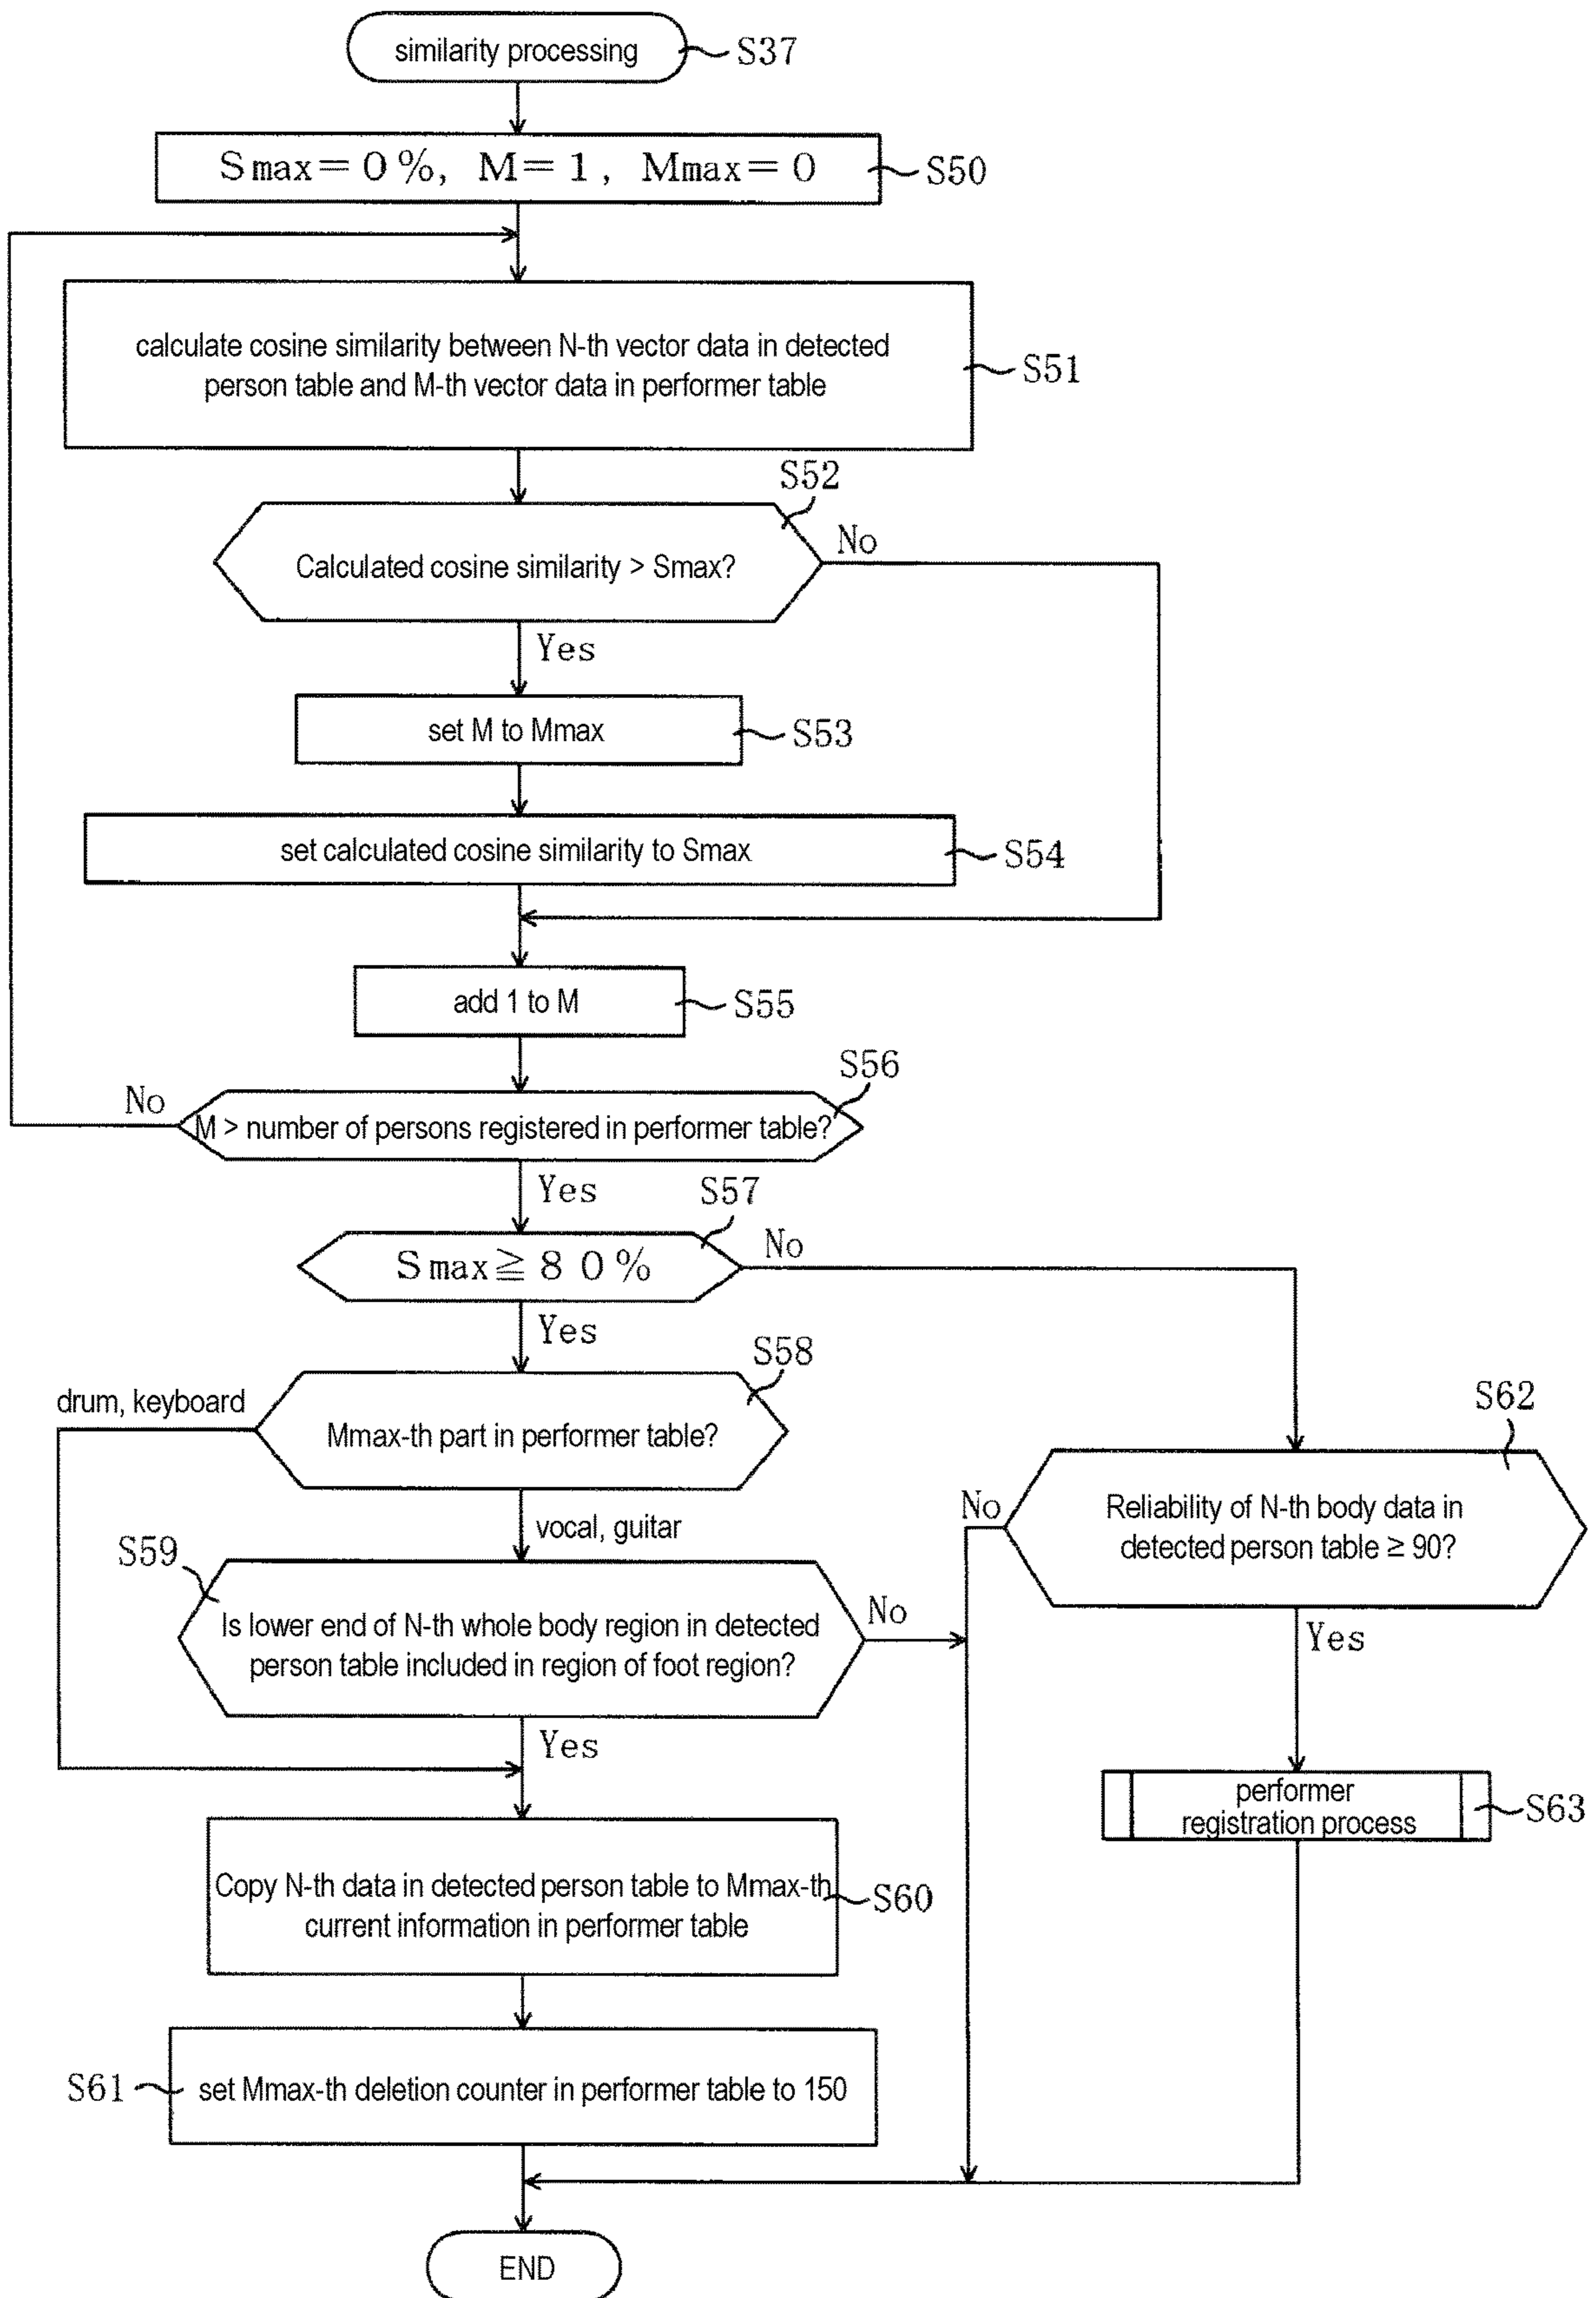 similarity processing
S37
Smax=0%, M=1, Mmax=0
S50
calculate cosine similarity between N-th vector data in detected
person table and M-th vector data in performer table
S51
S52
Calculated cosine similarity > Smax?
No
Yes
set M to Mmax
S53
set calculated cosine similarity to Smax
S54
add 1 to M
S55
S56
No
M > number of persons registered in performer table?
Yes
S57
Smax≧80%
No
Yes
S58
drum, keyboard
Mmax-th part in performer table?
vocal, guitar
S62
No
Reliability of N-th body data in
detected person table ≥ 90?
Yes
S59
Is lower end of N-th whole body region in detected
person table included in region of foot region?
No
Yes
performer
registration process
S63
Copy N-th data in detected person table to Mmax-th
current information in performer table
S60
S61
set Mmax-th deletion counter in performer table to 150
END